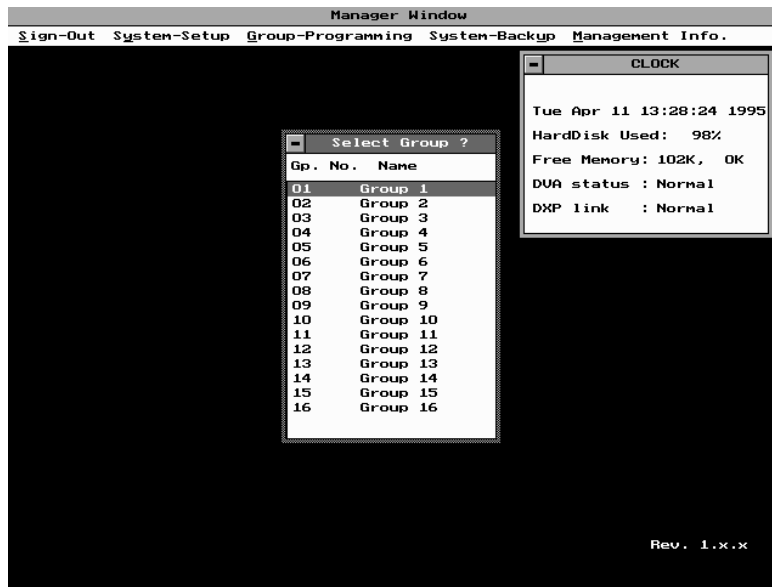 Manager Window
Sign-Out System-Setup Group-Programming System-Backup Management Info.
CLOCK
Tue Apr 11 13:28:24 1995
HardDisk Used: 98%
Free Memory: 102K, OK
DVA status : Normal
DXP link : Normal
Select Group ?
Gp. No. Name
01 Group 1
02 Group 2
03 Group 3
04 Group 4
05 Group 5
06 Group 6
07 Group 7
08 Group 8
09 Group 9
10 Group 10
11 Group 11
12 Group 12
13 Group 13
14 Group 14
15 Group 15
16 Group 16
Rev. 1.x.x